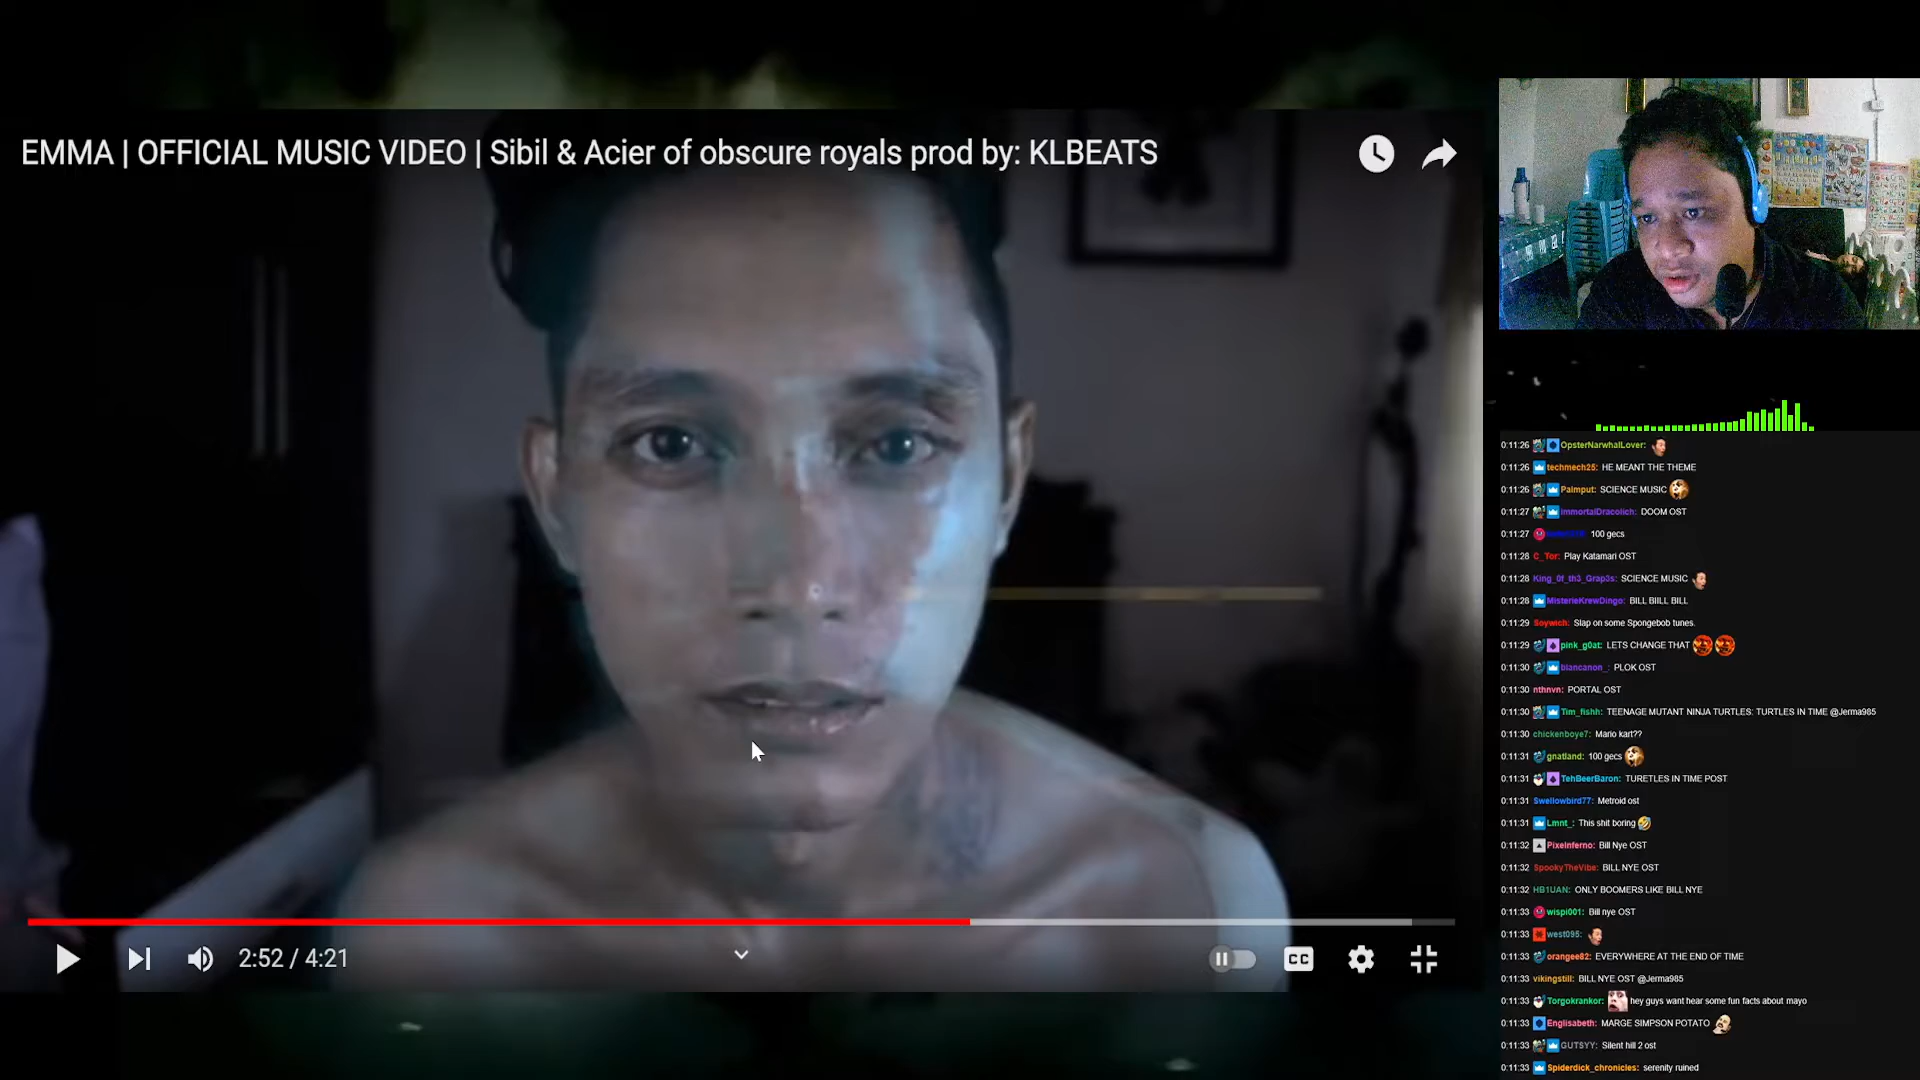 EMMA | OFFICIAL MUSIC VIDEO | Sibil & Acier of obscure royals prod by: KLBEATS
2:52 / 4:21
CC
0:11:26 OpsterNarwhalLover:
0:11:26 techmech25: HE MEANT THE THEME
0:11:26 Palmput: SCIENCE MUSIC
0:11:27 ImmortalDracolich: DOOM OST
0:11:27 100 gecs
0:11:28 C_Tor: Play Katamari OST
0:11:28 King_0f_th3_Grap3s: SCIENCE MUSIC
0:11:28 MisterieKrewDingo: BILL BIILL BILL
0:11:29 Soywich: Slap on some Spongebob tunes.
0:11:29 pink_g0at: LETS CHANGE THAT
0:11:30 blancanon_: PLOK OST
0:11:30 nthnvn: PORTAL OST
0:11:30 Tim_fishh: TEENAGE MUTANT NINJA TURTLES: TURTLES IN TIME @Jerma985
0:11:30 chickenboye7: Mario kart??
0:11:31 gnatland: 100 gecs
0:11:31 TehBeerBaron: TURETLES IN TIME POST
0:11:31 Swellowbird77: Metroid ost
0:11:31 Lmnt_: This shit boring
0:11:32 PixelInferno: Bill Nye OST
0:11:32 SpookyTheVibe: BILL NYE OST
0:11:32 HB1UAN: ONLY BOOMERS LIKE BILL NYE
0:11:33 wispi001: Bill nye OST
0:11:33 west095:
0:11:33 orangee82: EVERYWHERE AT THE END OF TIME
0:11:33 vikingstill: BILL NYE OST @Jerma985
0:11:33 Torgokrankor: hey guys want hear some fun facts about mayo
0:11:33 Englisabeth: MARGE SIMPSON POTATO
0:11:33 GUTSYY: Silent hill 2 ost
0:11:33 Spiderdick_chronicles: serenity ruined